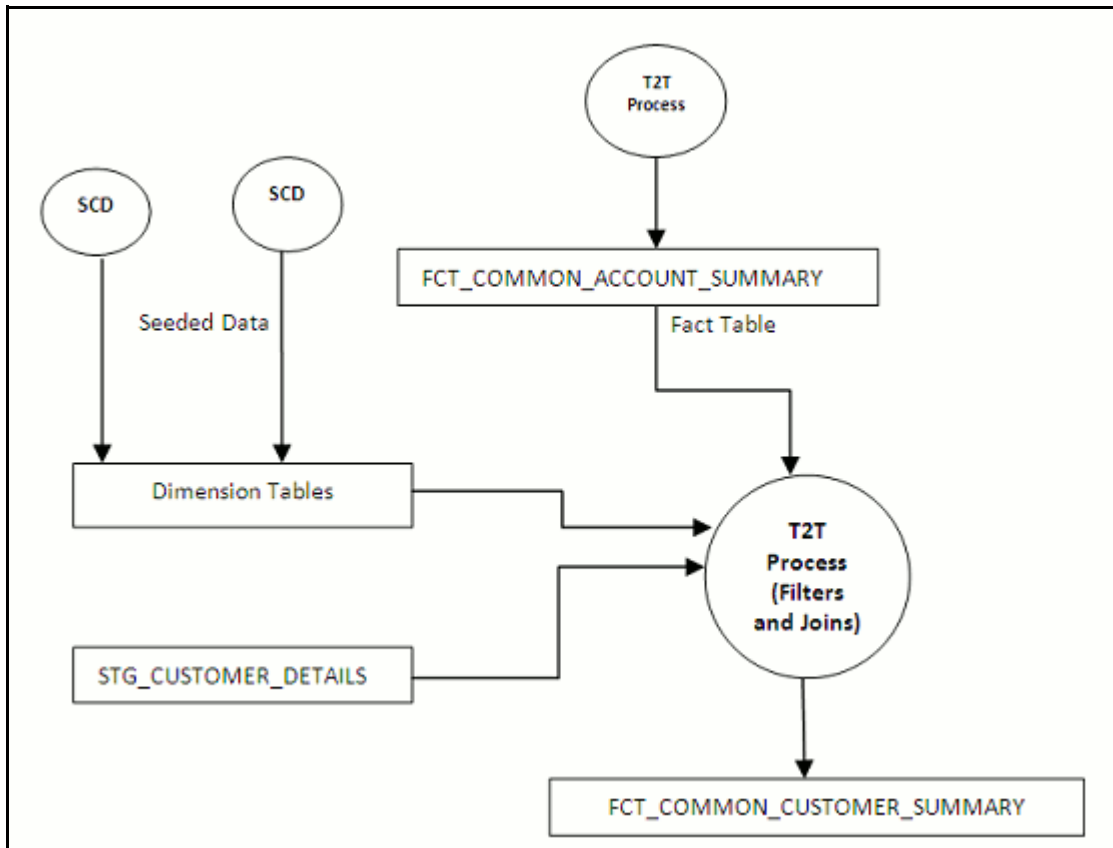 T2T
Process
SCD
SCD
FCT_COMMON_ACCOUNT_SUMMARY
Seeded Data
Fact Table
Dimension Tables
T2T
Process
(Filters
and Joins)
STG_CUSTOMER_DETAILS
FCT_COMMON_CUSTOMER_SUMMARY